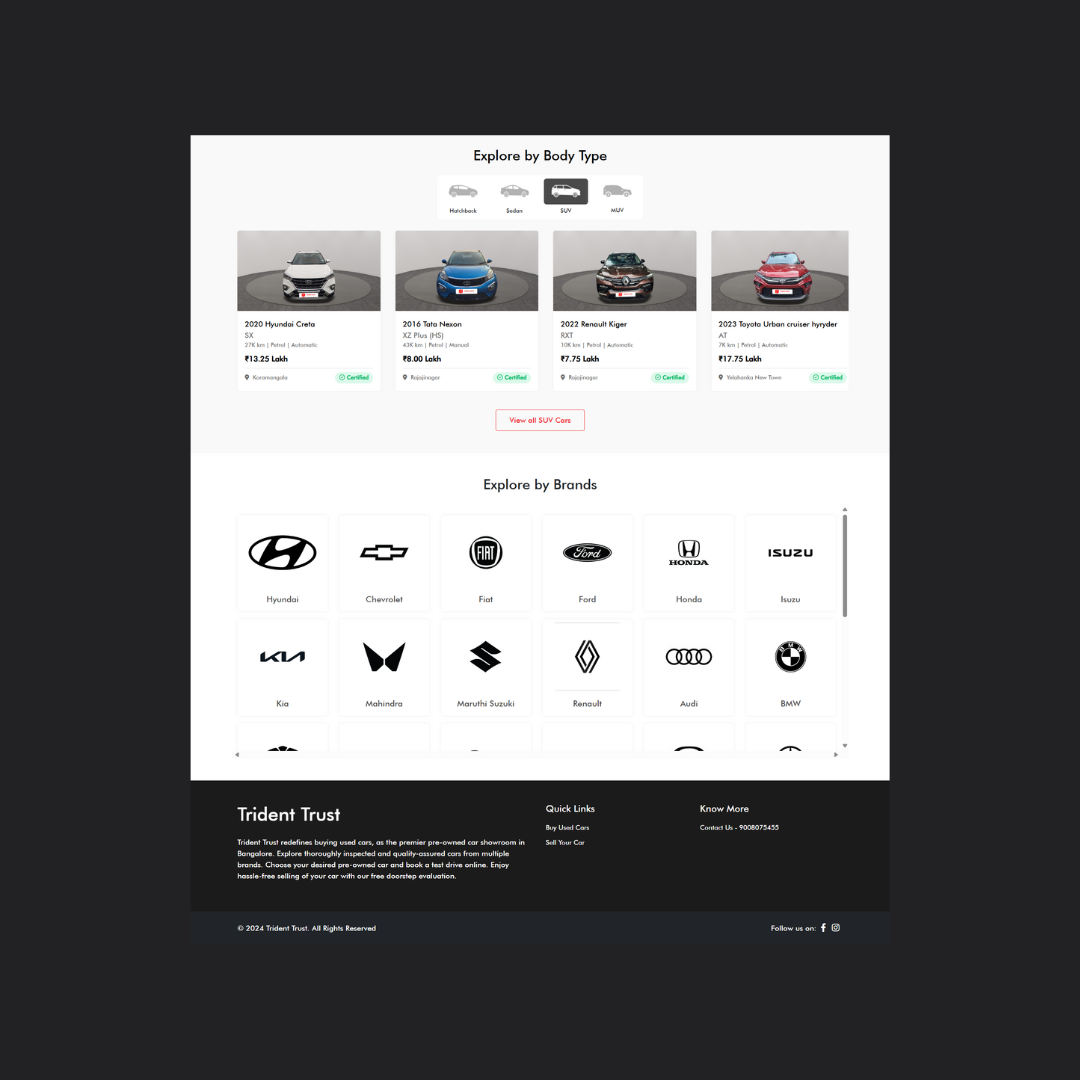 Explore by Body Type
Hatchback Sedan SUV MUV
2020 Hyundai Creta
SX
27K km | Petrol | Automatic
₹13.25 Lakh
Koramangala Certified
2016 Tata Nexon
XZ Plus (HS)
43K km | Petrol | Manual
₹8.00 Lakh
Rajajinagar Certified
2022 Renault Kiger
RXT
10K km | Petrol | Automatic
₹7.75 Lakh
Rajajinagar Certified
2023 Toyota Urban cruiser hyryder
AT
7K km | Petrol | Automatic
₹17.75 Lakh
Yelahanka New Town Certified
View all SUV Cars
Explore by Brands
FIAT Ford HONDA ISUZU
Hyundai Chevrolet Fiat Ford Honda Isuzu
KIA BMW
Kia Mahindra Maruthi Suzuki Renault Audi BMW
Trident Trust
Trident Trust redefines buying used cars, as the premier pre-owned car showroom in
Bangalore. Explore thoroughly inspected and quality-assured cars from multiple
brands. Choose your desired pre-owned car and book a test drive online. Enjoy
hassle-free selling of your car with our free doorstep evaluation.
Quick Links
Buy Used Cars
Sell Your Car
Know More
Contact Us - 9008075455
© 2024 Trident Trust. All Rights Reserved
Follow us on: